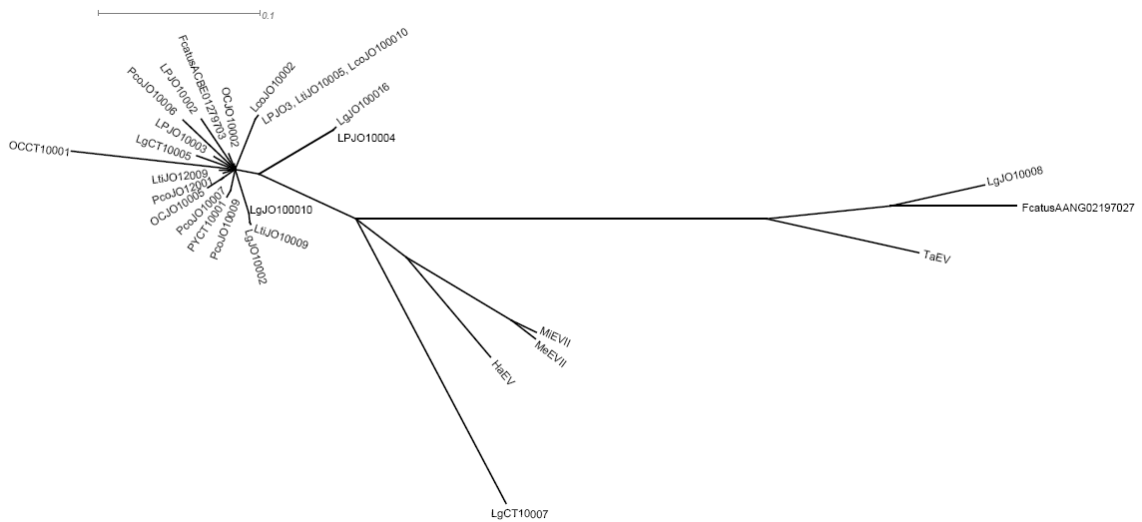 0.1
FcatusACBE01279703
LPJO10002
PcoJO10006
OCJO10002
LcoJO10002
LPJO3, LtiJO10005, LcoJO100010
LgJO100016
LPJO10004
LPJO10003
LgCT10005
OCCT10001
LtiJO12009
PcoJO12001
OCJO10005
PcoJO10007
PYCT10001
PcoJO10009
LgJO100010
LtiJO10009
LgJO10002
LgJO10008
FcatusAANG02197027
TaEV
MiEVII
MeEVII
HaEV
LgCT10007